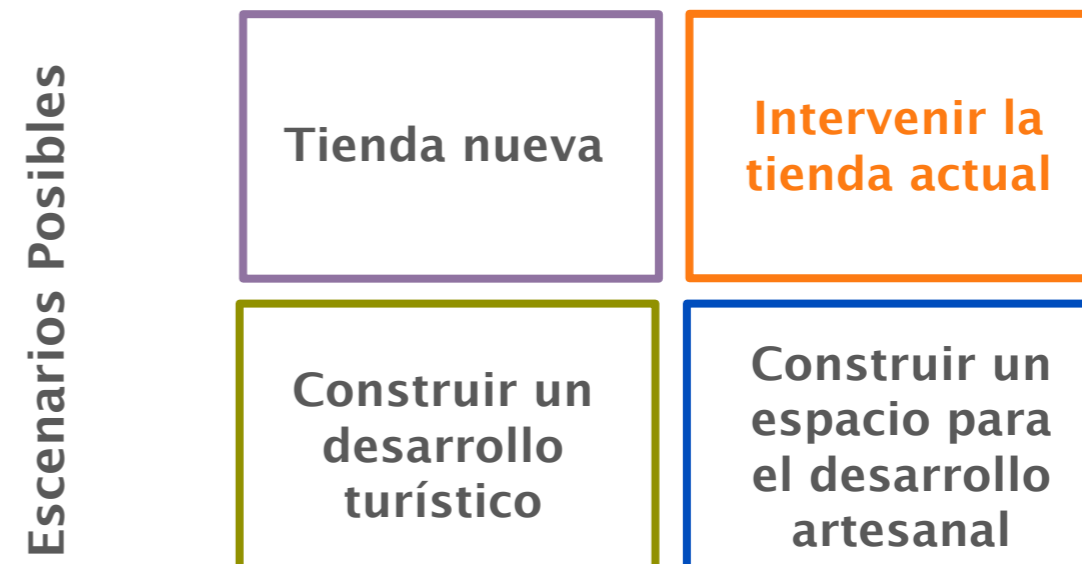 Escenarios Posibles
Tienda nueva
Intervenir la
tienda actual
Construir un
desarrollo
turístico
Construir un
espacio para
el desarrollo
artesanal